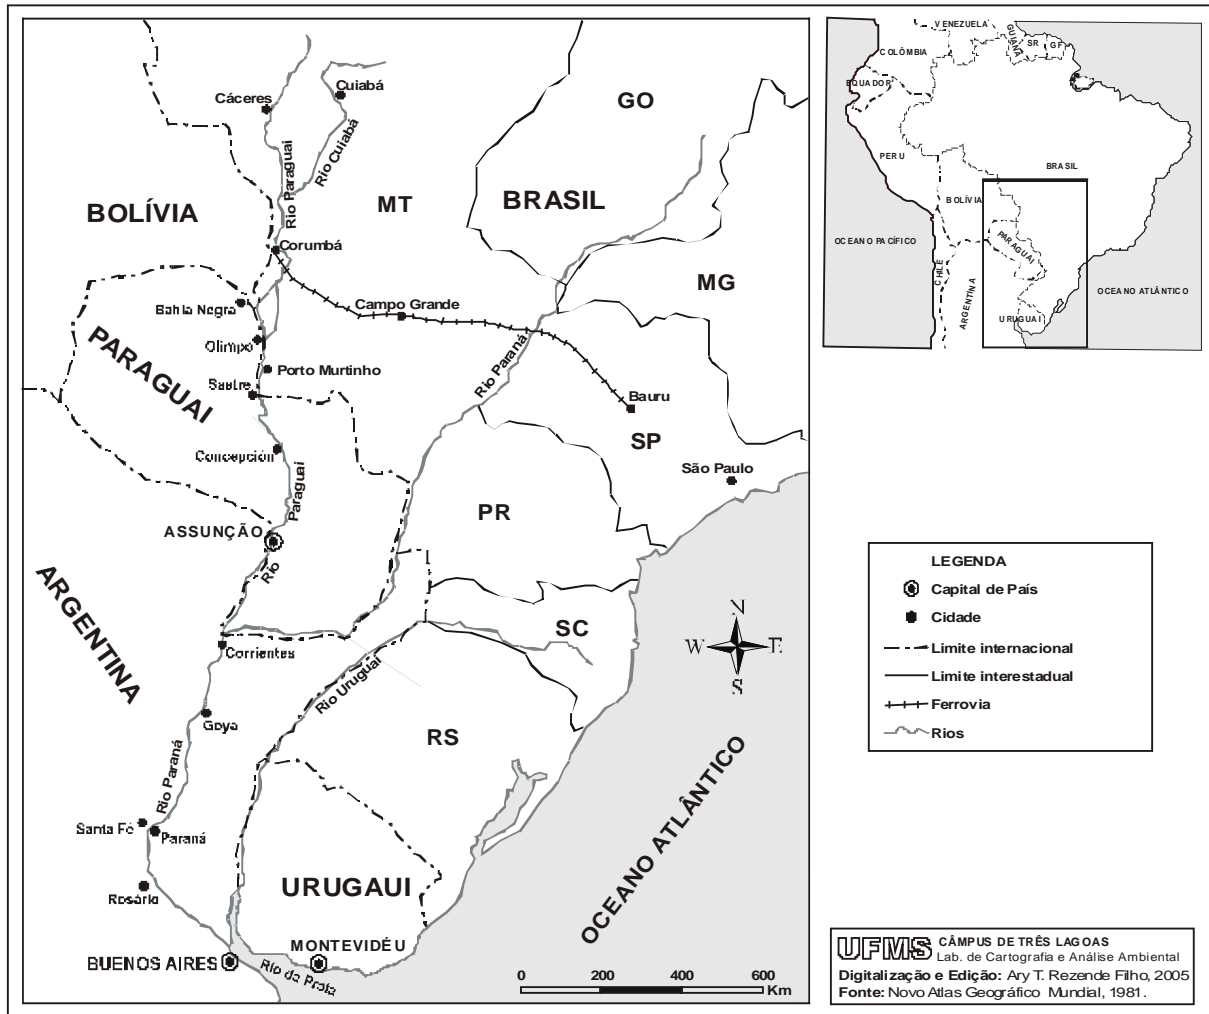 Cáceres
Cuiabá
GO
Rio Paraguai
Rio Cuiabá
BOLÍVIA
MT
BRASIL
Corumbá
MG
Bahia Negra
Campo Grande
Olimpo
PARAGUAI
Porto Murtinho
Rio Paraná
Bauru
SP
Concepción
São Paulo
Paraguai
PR
ASSUNÇÃO
Rio
ARGENTINA
SC
Corrientes
Rio Uruguai
Goya
RS
Rio Paraná
Santa Fé
Paraná
OCEANO ATLÂNTICO
Rosário
URUGAUI
MONTEVIDÉU
BUENOS AIRES
Rio da Prata
0 200 400 600
Km
N
W E
S
VENEZUELA
GUIANA
SR
GF
COLÔMBIA
EQUADOR
PERU
BRASIL
BOLÍVIA
OCEANO PACÍFICO
PARAGUAI
CHILE
ARGENTINA
OCEANO ATLÂNTICO
URUGUAI
LEGENDA
Capital de País
Cidade
Limite internacional
Limite interestadual
Ferrovia
Rios
UFMS CÂMPUS DE TRÊS LAGOAS
Lab. de Cartografia e Análise Ambiental
Digitalização e Edição: Ary T. Rezende Filho, 2005
Fonte: Novo Atlas Geográfico Mundial, 1981.